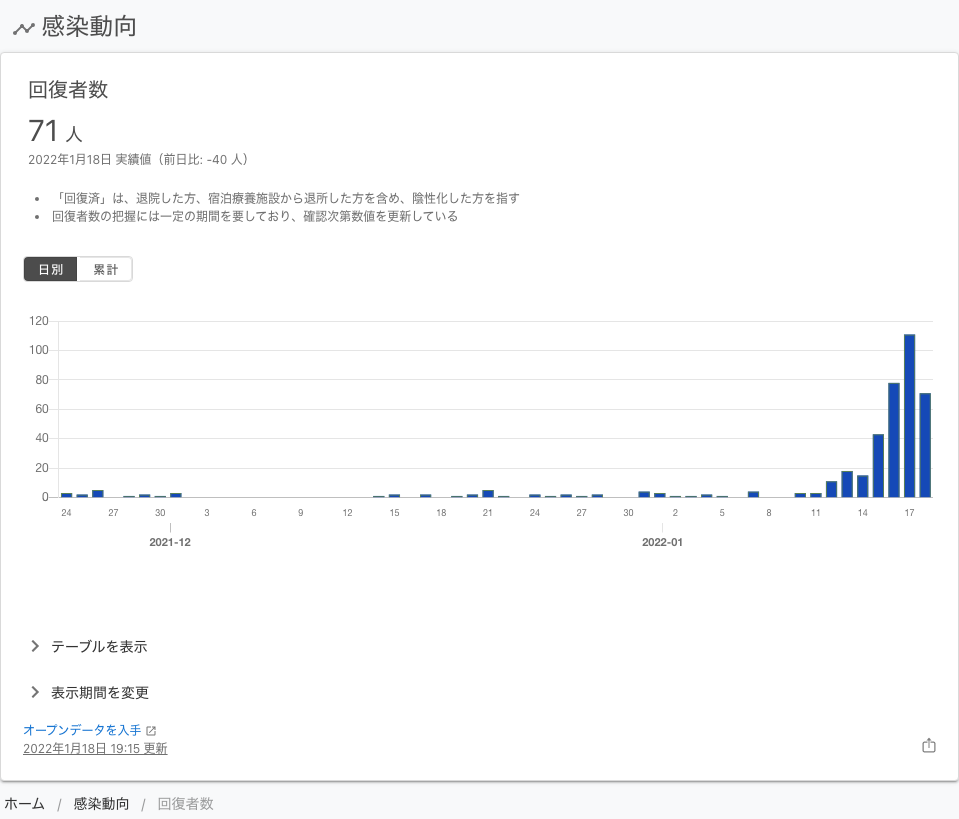 感染動向
回復者数
71 人
2022年1月18日 実績値（前日比: -40 人）
• 「回復済」は、退院した方、宿泊療養施設から退所した方を含め、陰性化した方を指す
• 回復者数の把握には一定の期間を要しており、確認次第数値を更新している
日別 累計
120
100
80
60
40
20
0
24 27 30 3 6 9 12 15 18 21 24 27 30 2 5 8 11 14 17
2021-12 2022-01
テーブルを表示
表示期間を変更
オープンデータを入手
2022年1月18日 19:15 更新
ホーム / 感染動向 / 回復者数